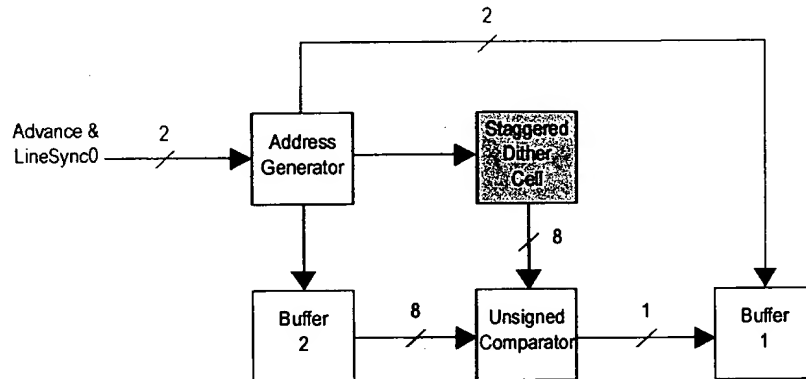 2
Advance &
LineSync0
2
Address
Generator
Staggered
Dither
Cell
8
Buffer
2
8
Unsigned
Comparator
1
Buffer
1